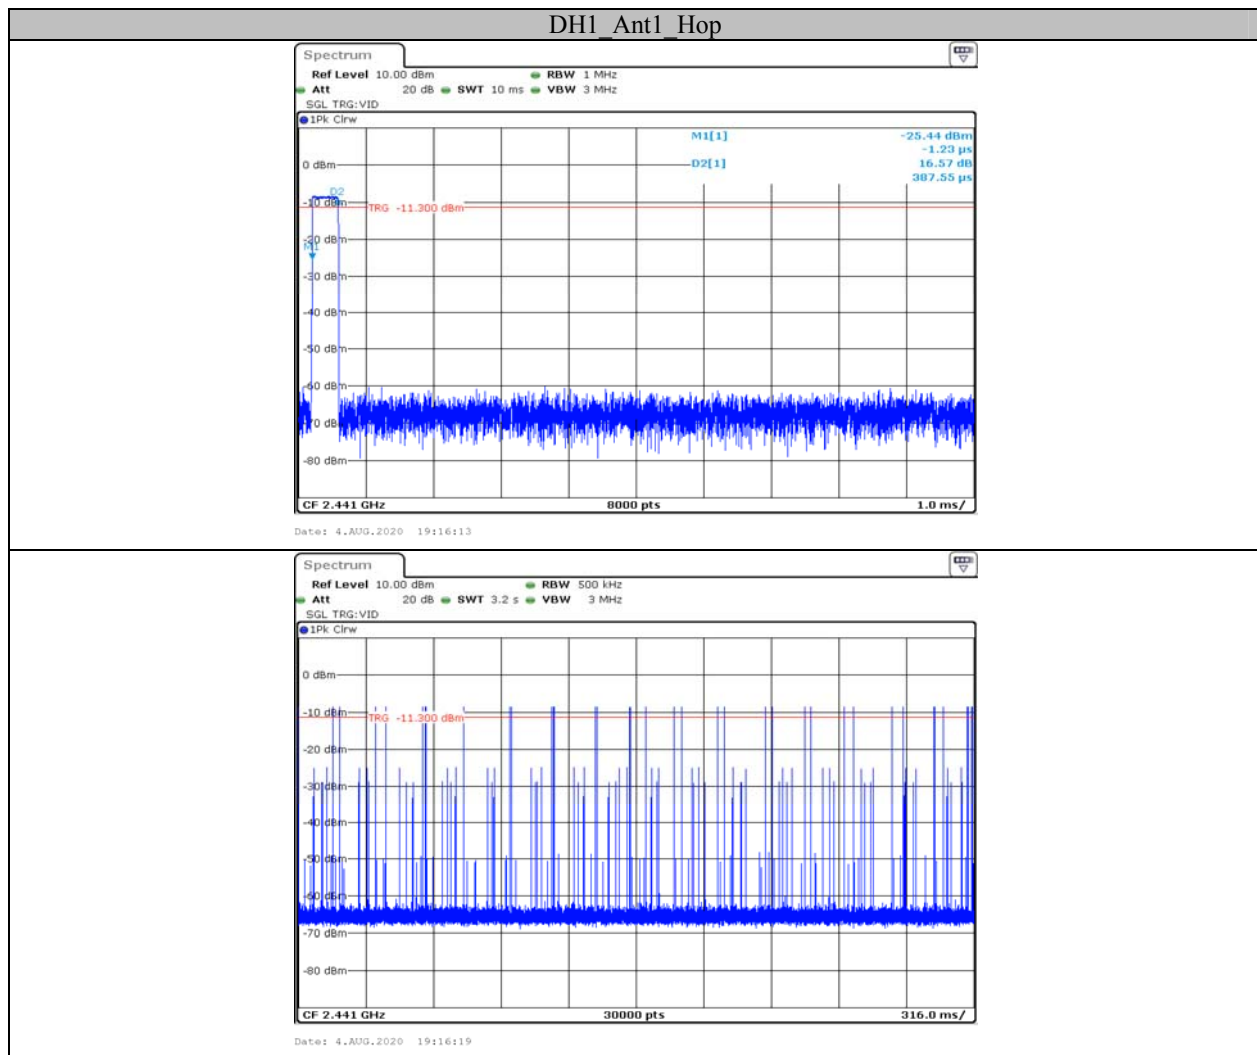 DH1_Ant1_Hop
Spectrum
Ref Level 10.00 dBm RBW 1 MHz
Att 20 dB SWT 10 ms VBW 3 MHz
SGL TRG:VID
1Pk Clrw
M1[1] -25.44 dBm
-1.23 µs
0 dBm D2[1] 16.57 dB
387.55 µs
D2
-10 dBm TRG -11.300 dBm
-20 dBm
M1
-30 dBm
-40 dBm
-50 dBm
-60 dBm
-70 dBm
-80 dBm
CF 2.441 GHz 8000 pts 1.0 ms/
Date: 4.AUG.2020 19:16:13
Spectrum
Ref Level 10.00 dBm RBW 500 kHz
Att 20 dB SWT 3.2 s VBW 3 MHz
SGL TRG:VID
1Pk Clrw
0 dBm
-10 dBm TRG -11.300 dBm
-20 dBm
-30 dBm
-40 dBm
-50 dBm
-60 dBm
-70 dBm
-80 dBm
CF 2.441 GHz 30000 pts 316.0 ms/
Date: 4.AUG.2020 19:16:19